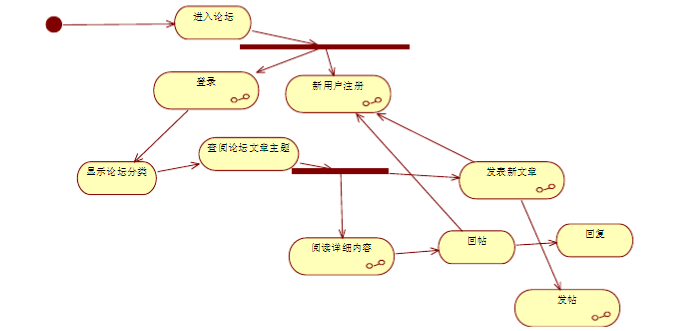 进入论坛
登录
新用户注册
查阅论坛文章主题
显示论坛分类
发表新文章
阅读详细内容
回帖
回复
发帖